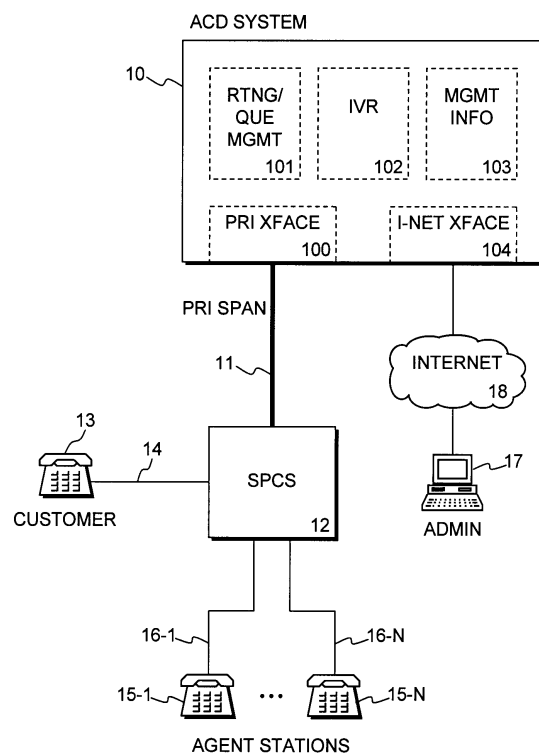 ACD SYSTEM
10
RTNG/
QUE
MGMT
101
IVR
102
MGMT
INFO
103
PRI XFACE
100
I-NET XFACE
104
PRI SPAN
11
INTERNET
18
13
14
CUSTOMER
SPCS
12
17
ADMIN
16-1
16-N
15-1
...
15-N
AGENT STATIONS